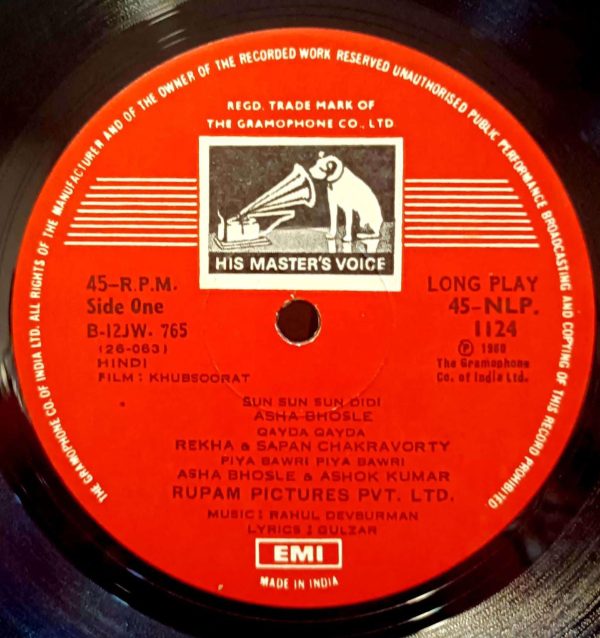 THE GRAMOPHONE CO. OF INDIA LTD. ALL RIGHTS OF THE MANUFACTURER AND OF THE OWNER OF THE RECORDED WORK RESERVED UNAUTHORISED PUBLIC PERFORMANCE BROADCASTING AND COPYING OF THIS RECORD PROHIBITED.
REGD. TRADE MARK OF
THE GRAMOPHONE CO., LTD.
HIS MASTER'S VOICE
45-R.P.M.
Side One
B-12JW. 765
(26-063)
HINDI
FILM : KHUBSOORAT
LONG PLAY
45-NLP.
1124
Ⓟ 1980
The Gramophone
Co. of India Ltd.
SUN SUN SUN DIDI
ASHA BHOSLE
QAYDA QAYDA
REKHA & SAPAN CHAKRAVORTY
PIYA BAWRI PIYA BAWRI
ASHA BHOSLE & ASHOK KUMAR
RUPAM PICTURES PVT. LTD.
MUSIC : RAHUL DEVBURMAN
LYRICS : GULZAR
EMI
MADE IN INDIA